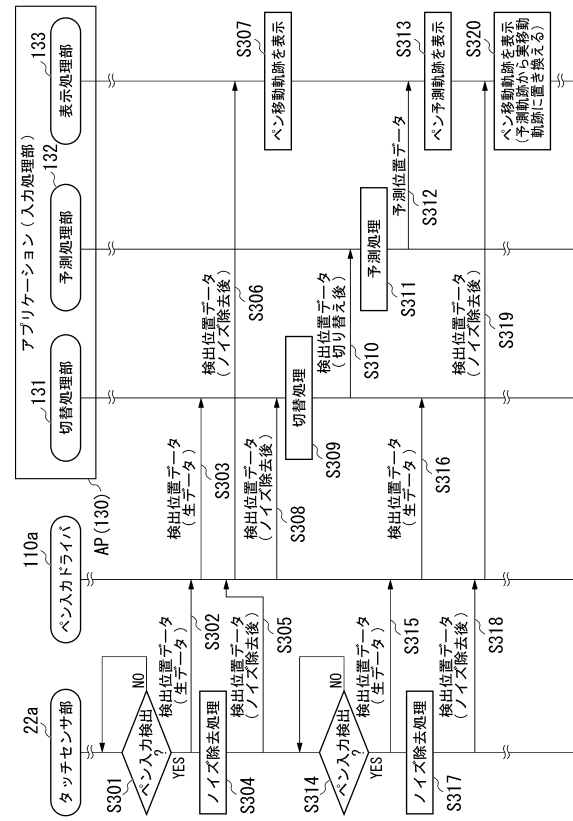 22a
タッチセンサ部
110a
ペン入力ドライバ
アプリケーション(入力処理部)
131
切替処理部
132
予測処理部
133
表示処理部
AP(130)
S301
ペン入力検出
?
NO
YES
検出位置データ
(生データ)
S302
検出位置データ
(生データ)
S303
ノイズ除去処理
S304
検出位置データ
(ノイズ除去後)
S305
検出位置データ
(ノイズ除去後)
S306
ペン移動軌跡を表示
S307
検出位置データ
(ノイズ除去後)
S308
切替処理
S309
検出位置データ
(切り替え後)
S310
予測処理
S311
予測位置データ
S312
ペン予測軌跡を表示
S313
S314
ペン入力検出
?
NO
YES
検出位置データ
(生データ)
S315
検出位置データ
(生データ)
S316
ノイズ除去処理
S317
検出位置データ
(ノイズ除去後)
S318
検出位置データ
(ノイズ除去後)
S319
ペン移動軌跡を表示
(予測軌跡から実移動
軌跡に置き換える)
S320